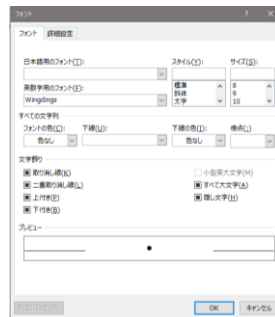 フォント ? ×
フォント 詳細設定
日本語用のフォント(T): スタイル(Y): サイズ(S):
英数字用のフォント(F):
Wingdings
標準
斜体
太字
8
9
10
すべての文字列
フォントの色(C): 下線(U): 下線の色(I): 傍点(:)
色なし 色なし
文字飾り
取り消し線(K) 小型英大文字(M)
二重取り消し線(L) すべて大文字(A)
上付き(P) 隠し文字(H)
下付き(B)
プレビュー
OK キャンセル